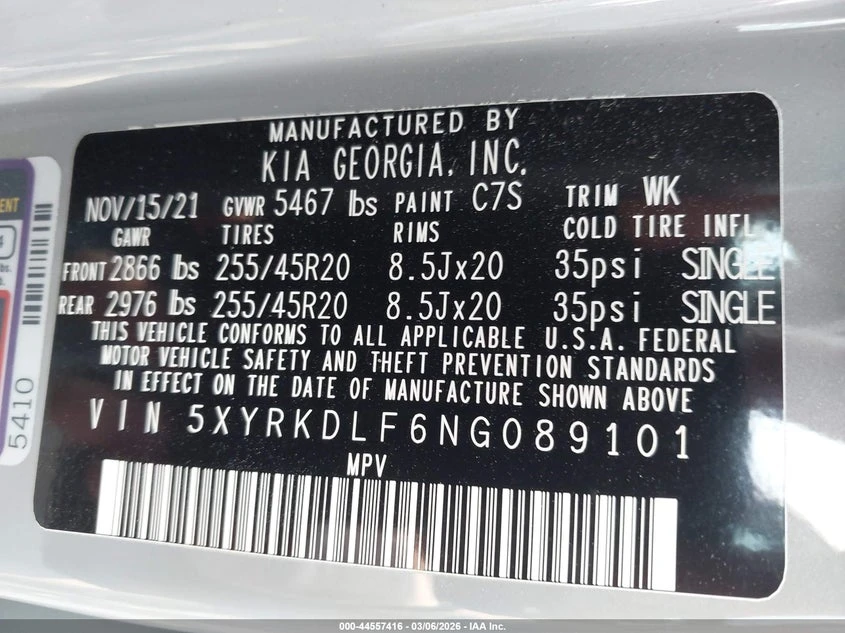 MANUFACTURED BY
KIA GEORGIA, INC.
NOV/15/21 GVWR 5467 lbs PAINT C7S TRIM WK
GAWR TIRES RIMS COLD TIRE INFL
FRONT 2866 lbs 255/45R20 8.5Jx20 35psi SINGLE
REAR 2976 lbs 255/45R20 8.5Jx20 35psi SINGLE
THIS VEHICLE CONFORMS TO ALL APPLICABLE U.S.A. FEDERAL
MOTOR VEHICLE SAFETY AND THEFT PREVENTION STANDARDS
IN EFFECT ON THE DATE OF MANUFACTURE SHOWN ABOVE
VIN 5XYRKDLF6NG089101
MPV
5410
000-44557416 - 03/06/2026 - IAA Inc.